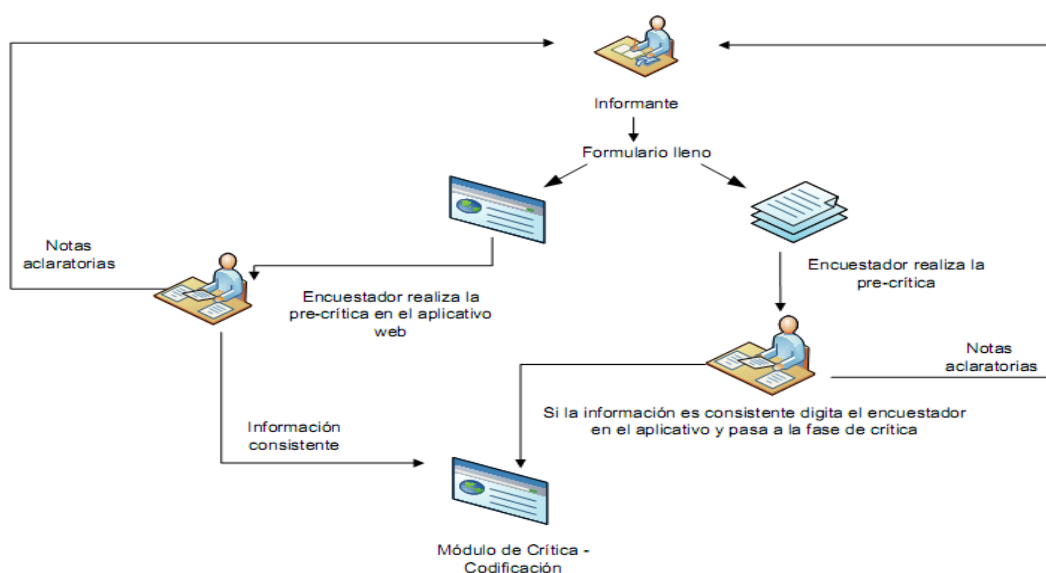 Informante
Formulario lleno
Notas
aclaratorias
Encuestador realiza la
pre-crítica en el aplicativo
web
Encuestador realiza la
pre-crítica
Notas
aclaratorias
Si la información es consistente digita el encuestador
en el aplicativo y pasa a la fase de crítica
Información
consistente
Módulo de Crítica -
Codificación